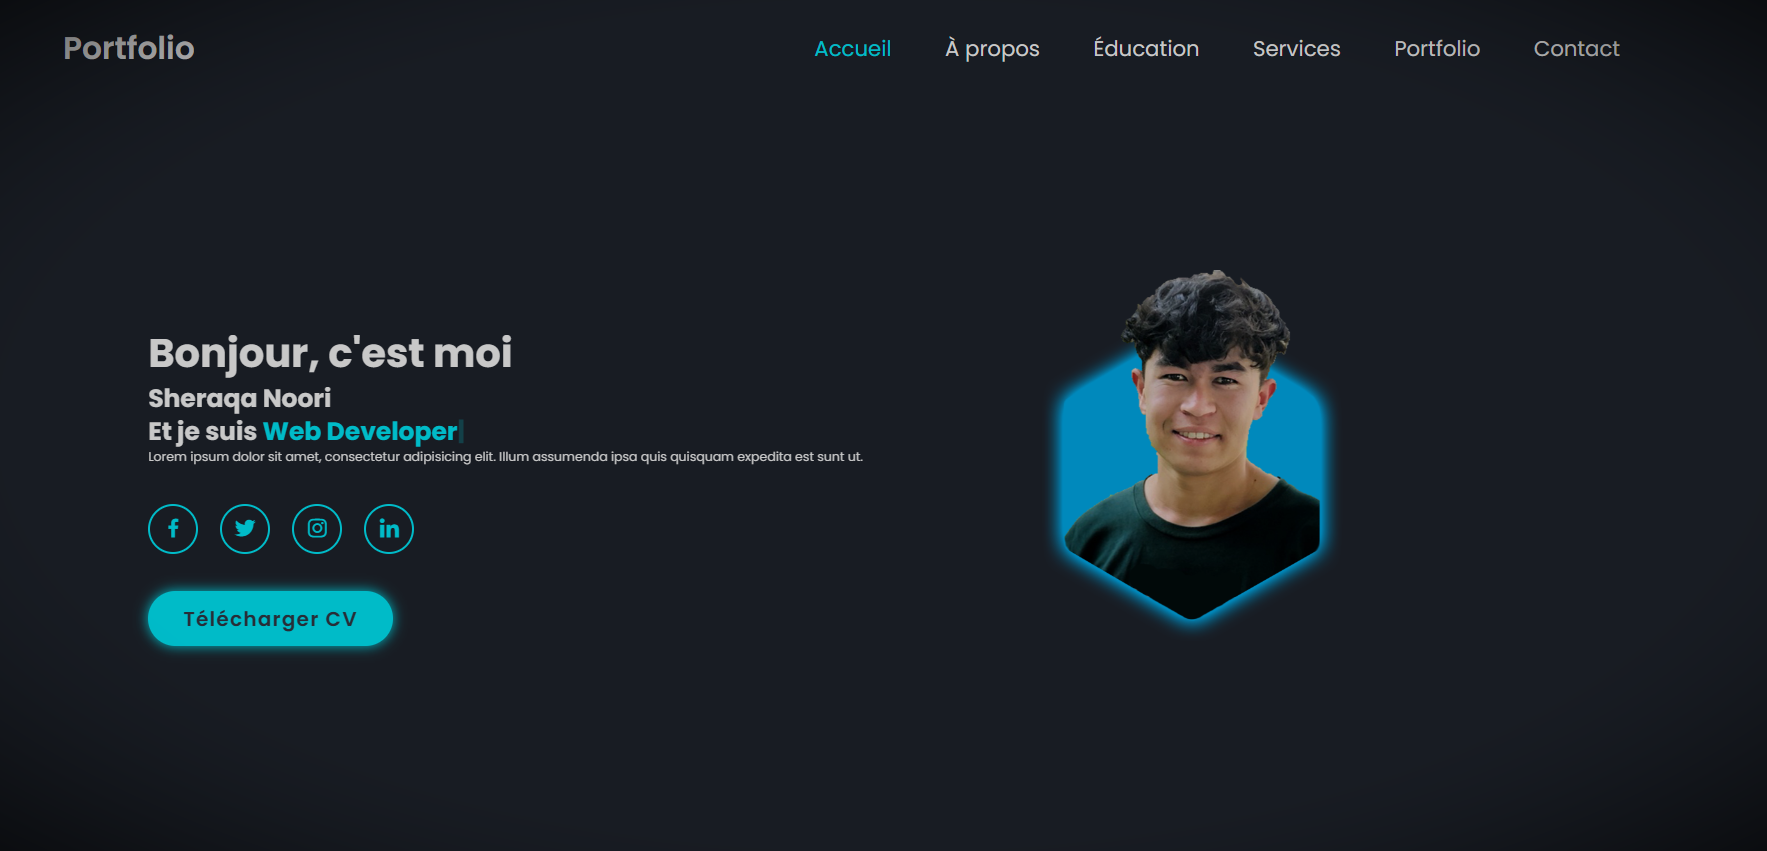 Portfolio
Accueil À propos Éducation Services Portfolio Contact
Bonjour, c'est moi
Sheraqa Noori
Et je suis Web Developer
Lorem ipsum dolor sit amet, consectetur adipisicing elit. Illum assumenda ipsa quis quisquam expedita est sunt ut.
Télécharger CV